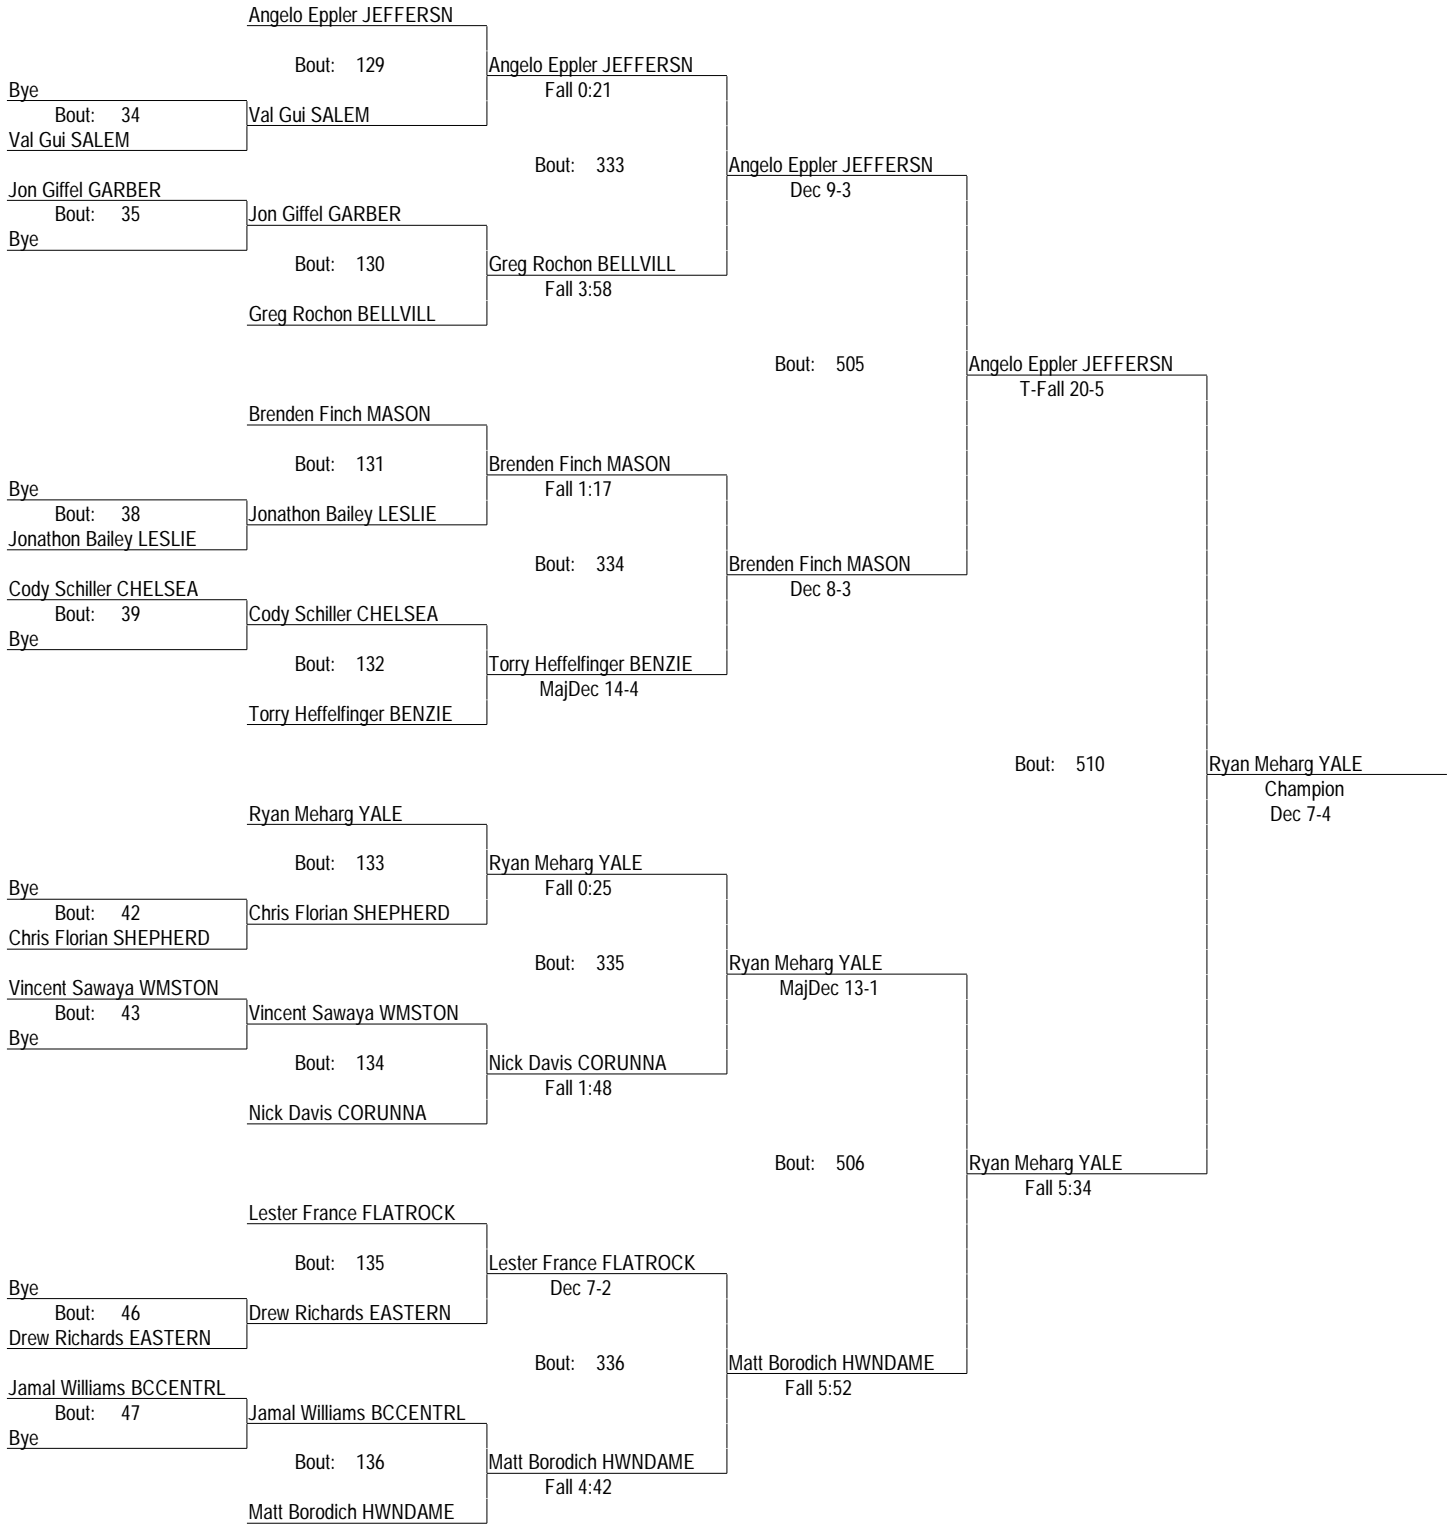 Angelo Eppler JEFFERSN
Bout: 129
Angelo Eppler JEFFERSN
Fall 0:21
Bye
Bout: 34
Val Gui SALEM
Val Gui SALEM
Bout: 333
Angelo Eppler JEFFERSN
Dec 9-3
Jon Giffel GARBER
Bout: 35
Bye
Jon Giffel GARBER
Bout: 130
Greg Rochon BELLVILL
Fall 3:58
Greg Rochon BELLVILL
Bout: 505
Angelo Eppler JEFFERSN
T-Fall 20-5
Brenden Finch MASON
Bout: 131
Brenden Finch MASON
Fall 1:17
Bye
Bout: 38
Jonathon Bailey LESLIE
Jonathon Bailey LESLIE
Bout: 334
Brenden Finch MASON
Dec 8-3
Cody Schiller CHELSEA
Bout: 39
Bye
Cody Schiller CHELSEA
Bout: 132
Torry Heffelfinger BENZIE
MajDec 14-4
Torry Heffelfinger BENZIE
Bout: 510
Ryan Meharg YALE
Champion
Dec 7-4
Ryan Meharg YALE
Bout: 133
Ryan Meharg YALE
Fall 0:25
Bye
Bout: 42
Chris Florian SHEPHERD
Chris Florian SHEPHERD
Bout: 335
Ryan Meharg YALE
MajDec 13-1
Vincent Sawaya WMSTON
Bout: 43
Bye
Vincent Sawaya WMSTON
Bout: 134
Nick Davis CORUNNA
Fall 1:48
Nick Davis CORUNNA
Bout: 506
Ryan Meharg YALE
Fall 5:34
Lester France FLATROCK
Bout: 135
Lester France FLATROCK
Dec 7-2
Bye
Bout: 46
Drew Richards EASTERN
Drew Richards EASTERN
Bout: 336
Matt Borodich HWNDAME
Fall 5:52
Jamal Williams BCCENTRL
Bout: 47
Bye
Jamal Williams BCCENTRL
Bout: 136
Matt Borodich HWNDAME
Fall 4:42
Matt Borodich HWNDAME